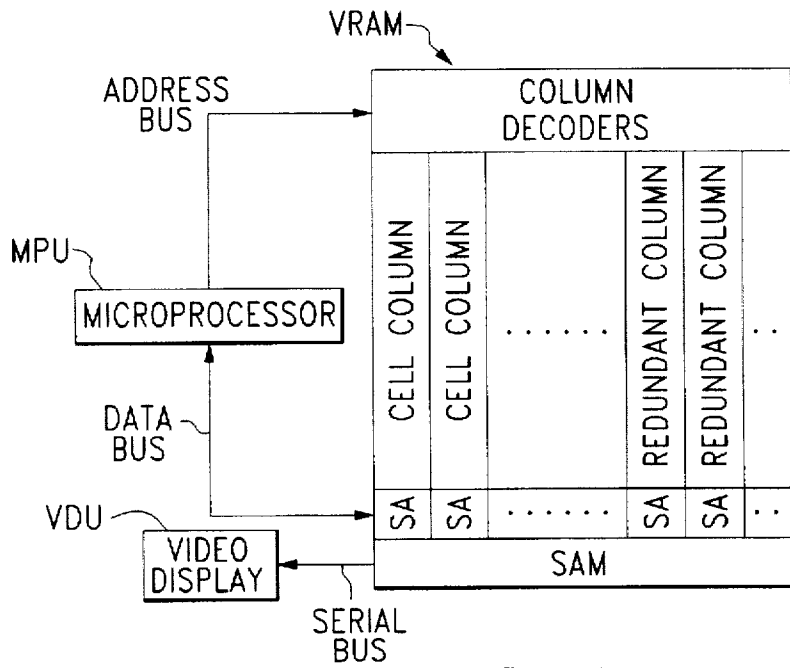 VRAM
ADDRESS
BUS
COLUMN
DECODERS
MPU
MICROPROCESSOR
CELL COLUMN
CELL COLUMN
. . . . . .
REDUNDANT COLUMN
REDUNDANT COLUMN
. .
DATA
BUS
SA
SA
. . . . . .
SA
SA
. .
VDU
VIDEO
DISPLAY
SAM
SERIAL
BUS